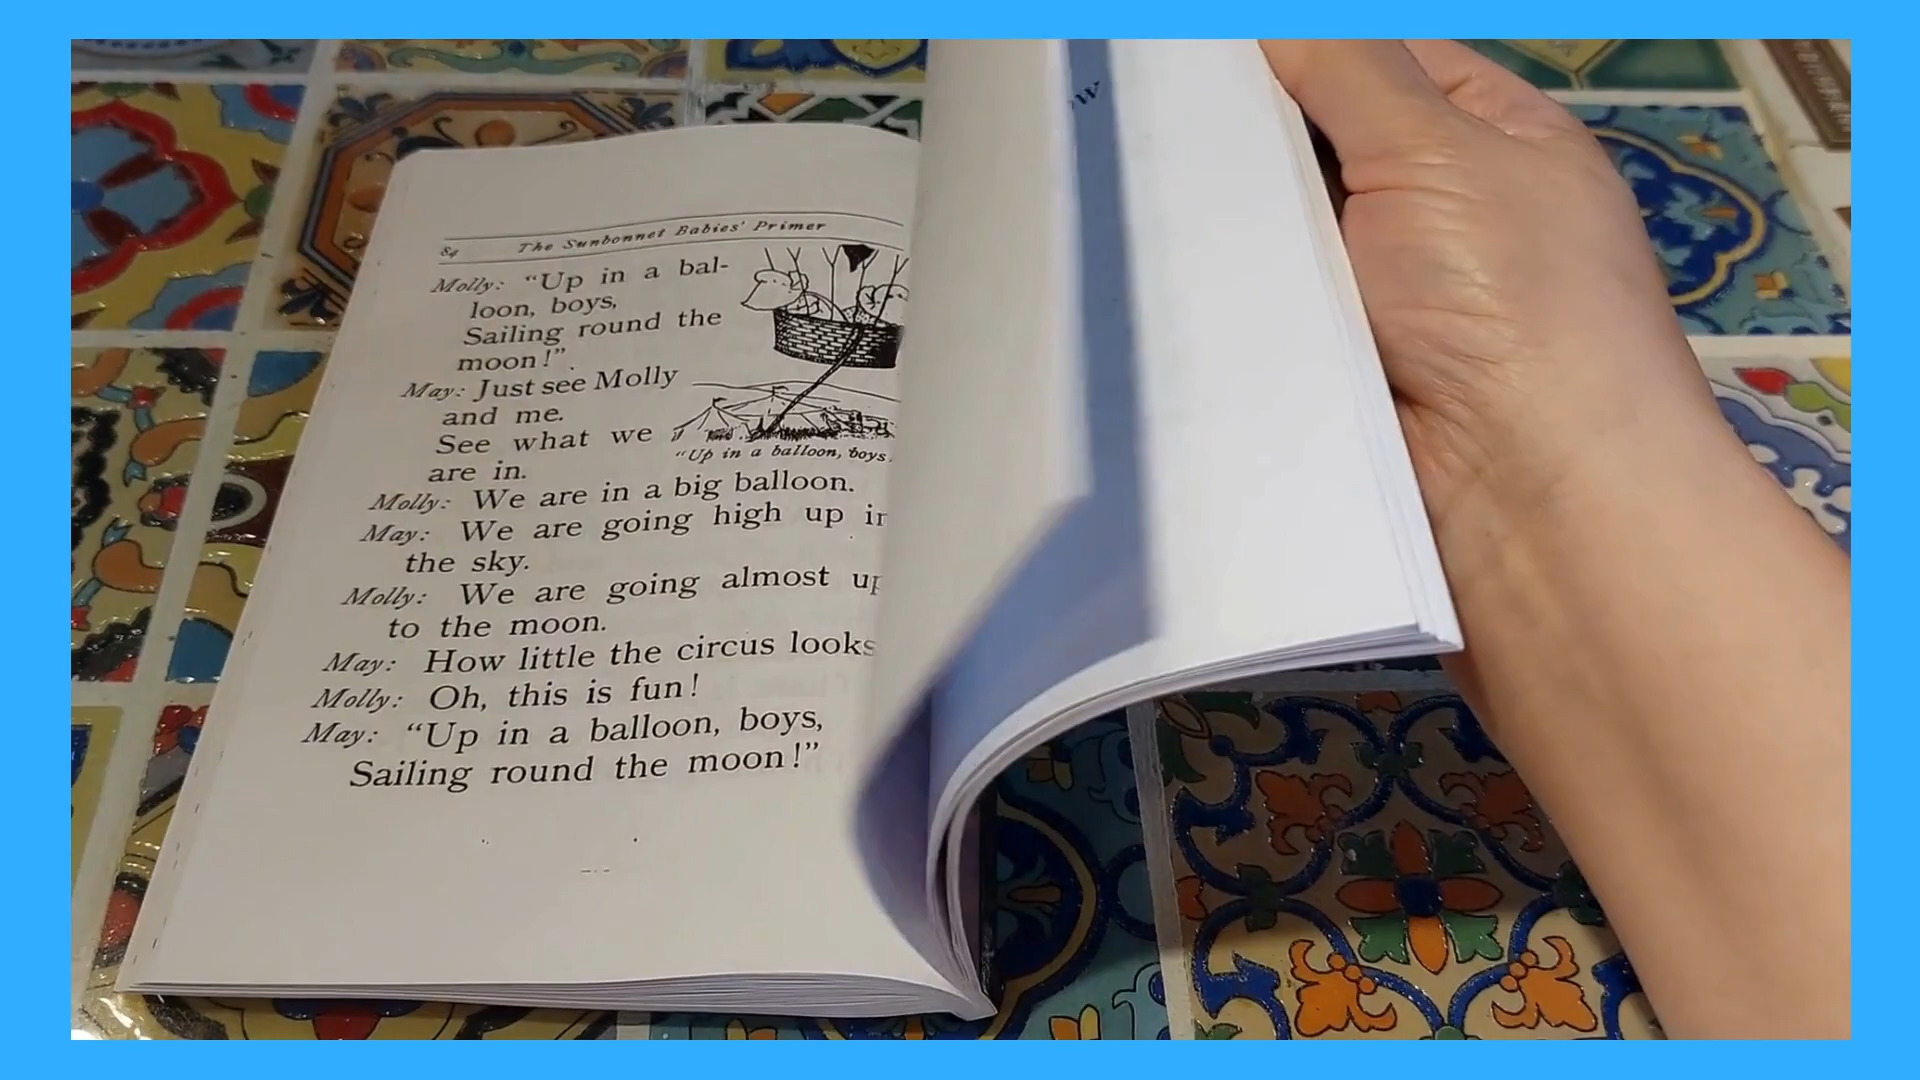 84 The Sunbonnet Babies' Primer
Molly: "Up in a bal-
loon, boys,
Sailing round the
moon!"
May: Just see Molly
and me.
See what we
are in.
"Up in a balloon, boys.
Molly: We are in a big balloon.
May: We are going high up in
the sky.
Molly: We are going almost up
to the moon.
May: How little the circus looks
Molly: Oh, this is fun!
May: "Up in a balloon, boys,
Sailing round the moon!"